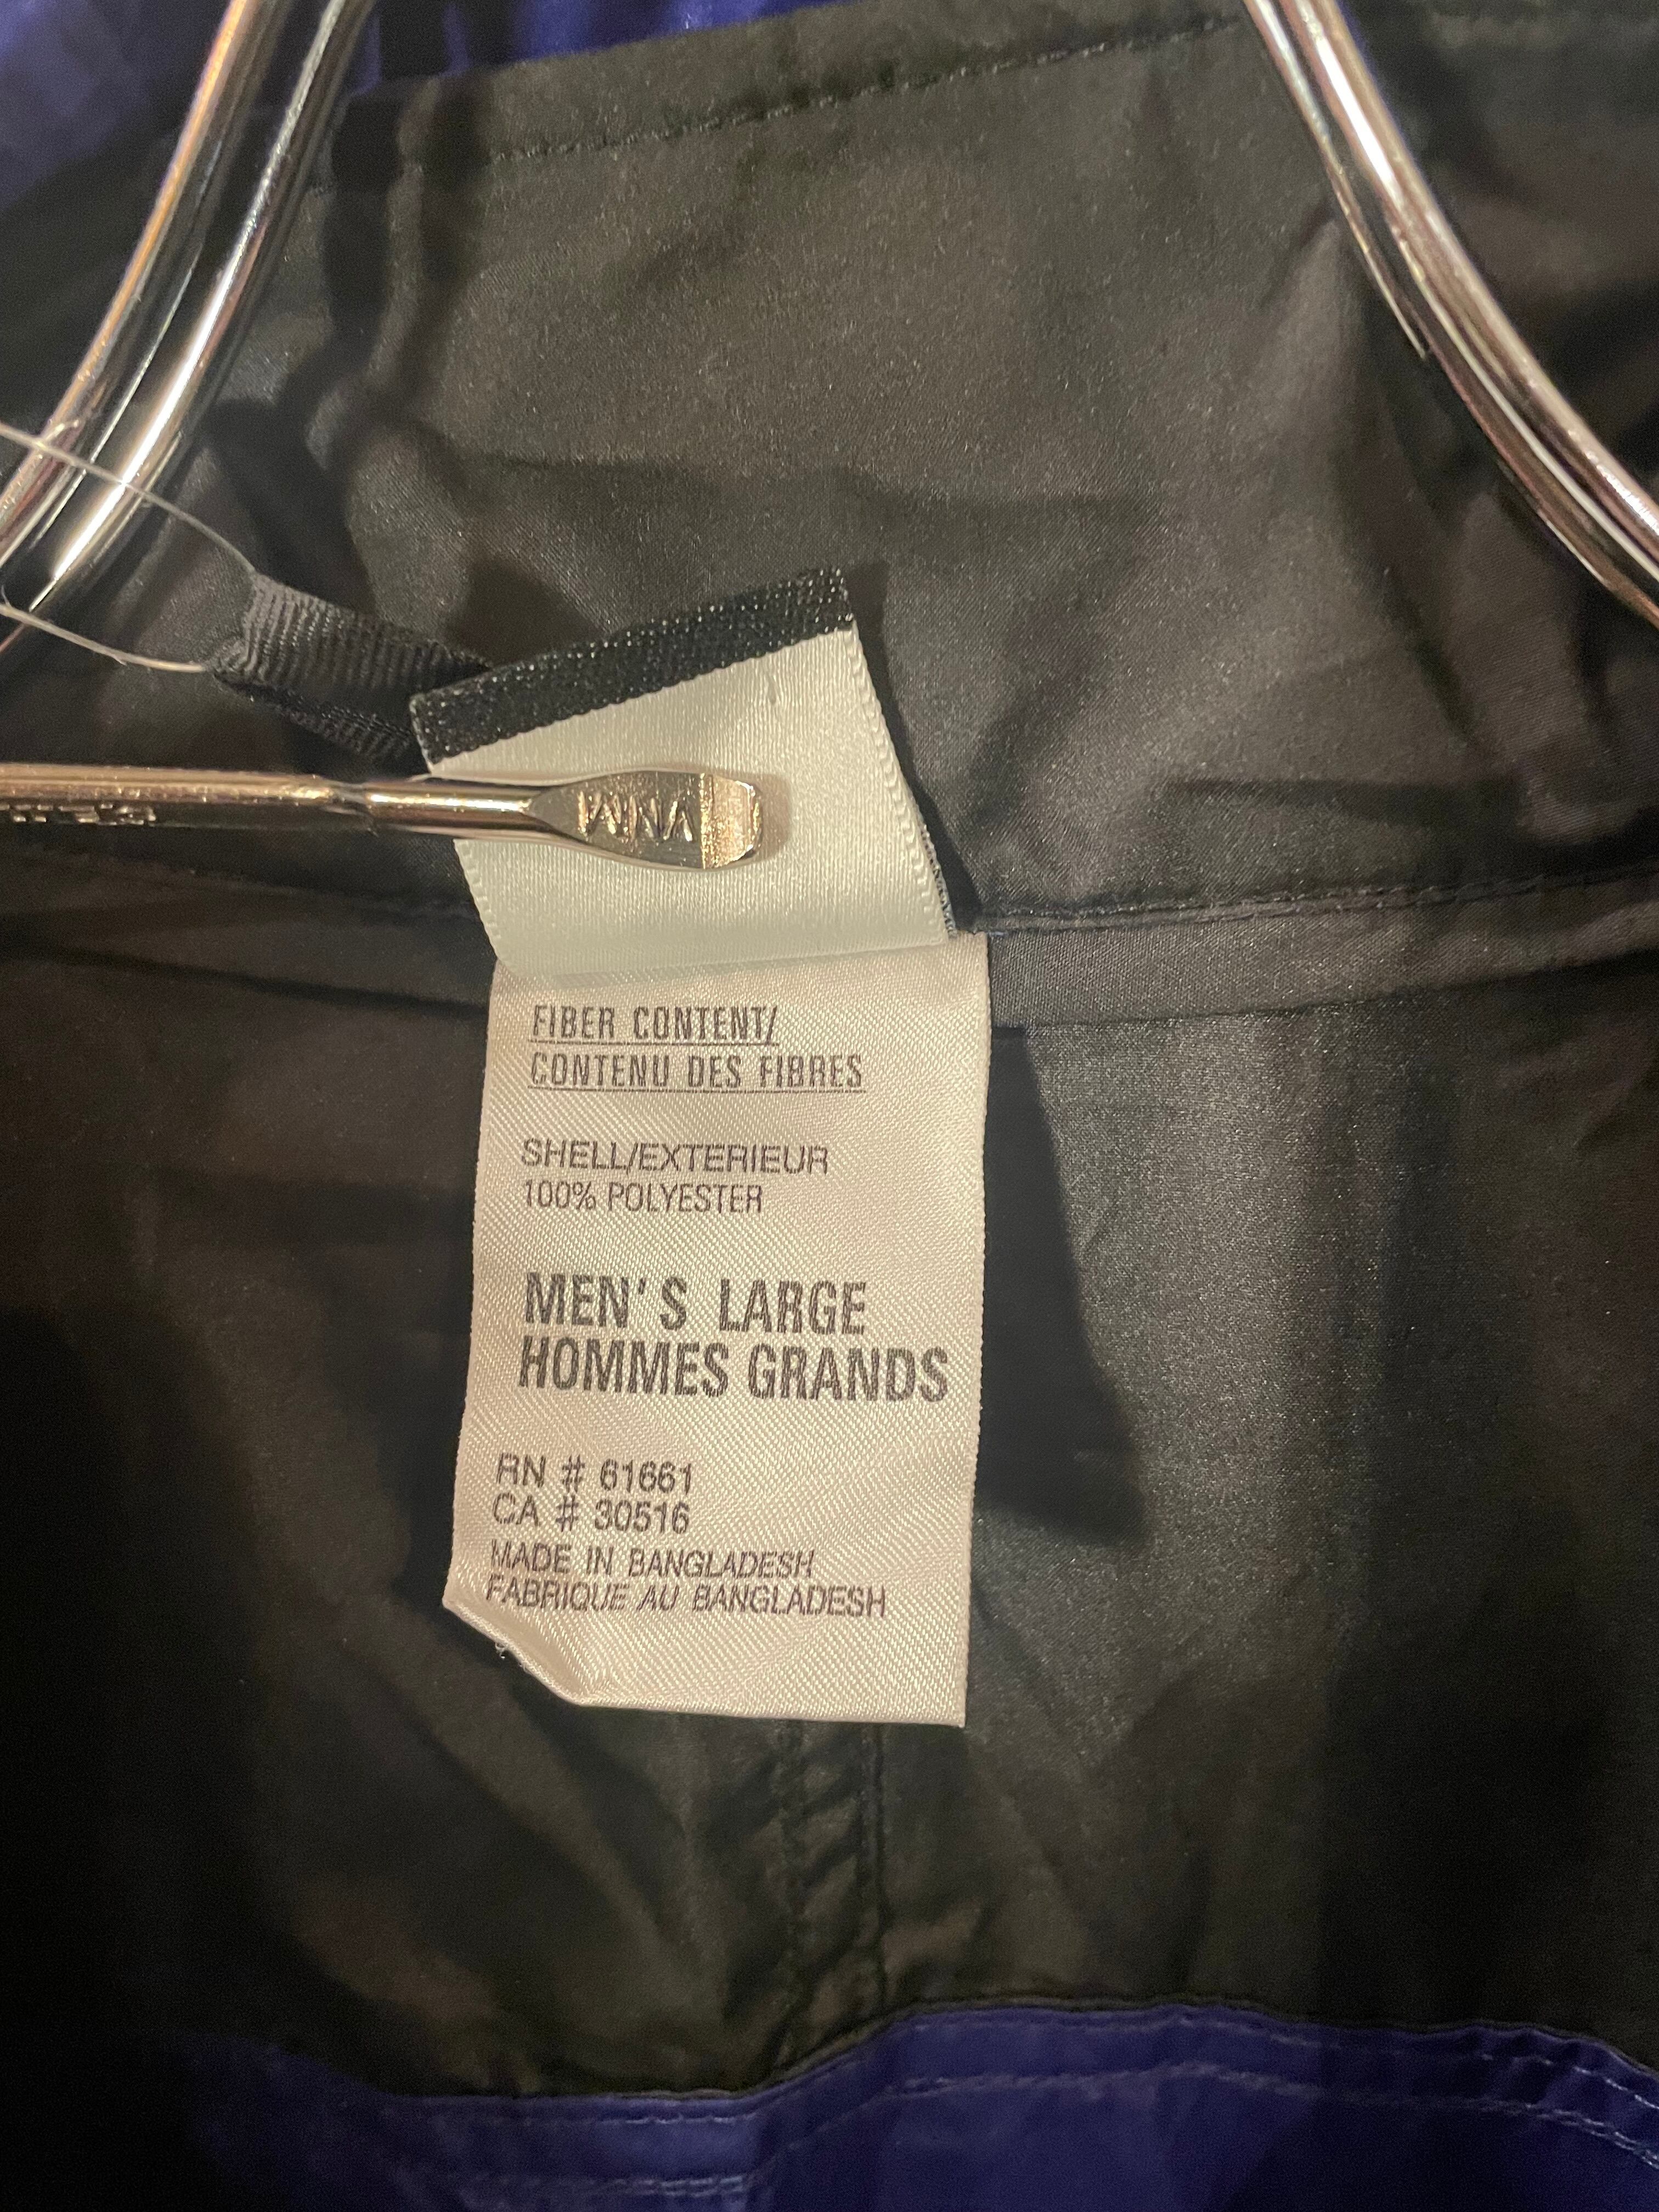 FIBER CONTENT/
CONTENU DES FIBRES
SHELL/EXTERIEUR
100% POLYESTER
MEN'S LARGE
HOMMES GRANDS
RN # 61661
CA # 30516
MADE IN BANGLADESH
FABRIQUE AU BANGLADESH